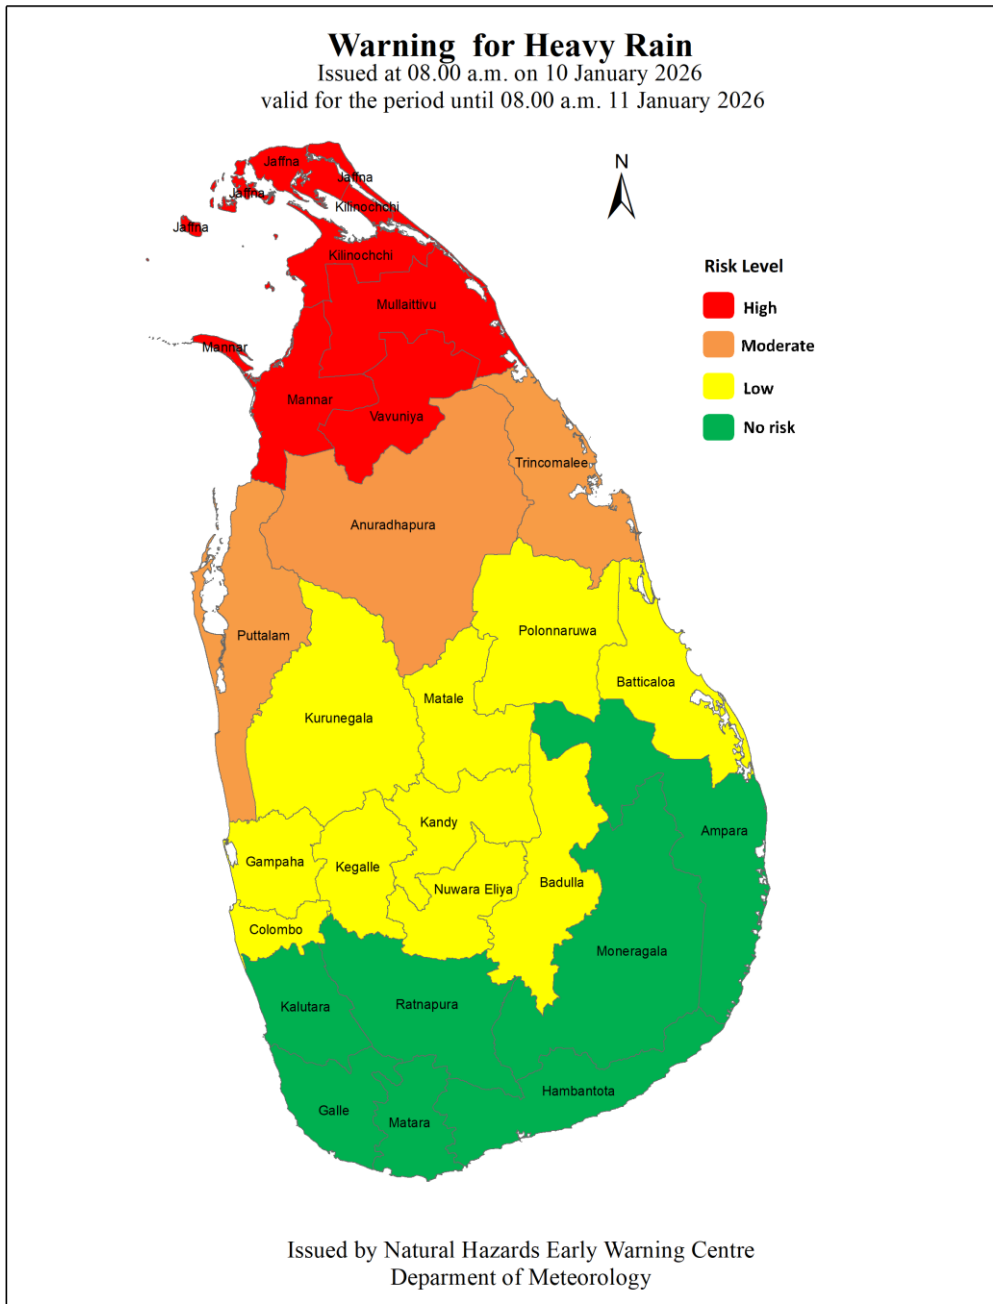 Warning for Heavy Rain
Issued at 08.00 a.m. on 10 January 2026
valid for the period until 08.00 a.m. 11 January 2026
N
Risk Level
High
Moderate
Low
No risk
Jaffna
Jaffna
Jaffna
Kilinochchi
Jaffna
Kilinochchi
Mullaittivu
Mannar
Mannar
Vavuniya
Trincomalee
Anuradhapura
Polonnaruwa
Puttalam
Batticaloa
Matale
Kurunegala
Kandy
Ampara
Gampaha
Kegalle
Badulla
Nuwara Eliya
Colombo
Moneragala
Ratnapura
Kalutara
Hambantota
Galle
Matara
Issued by Natural Hazards Early Warning Centre
Deparment of Meteorology